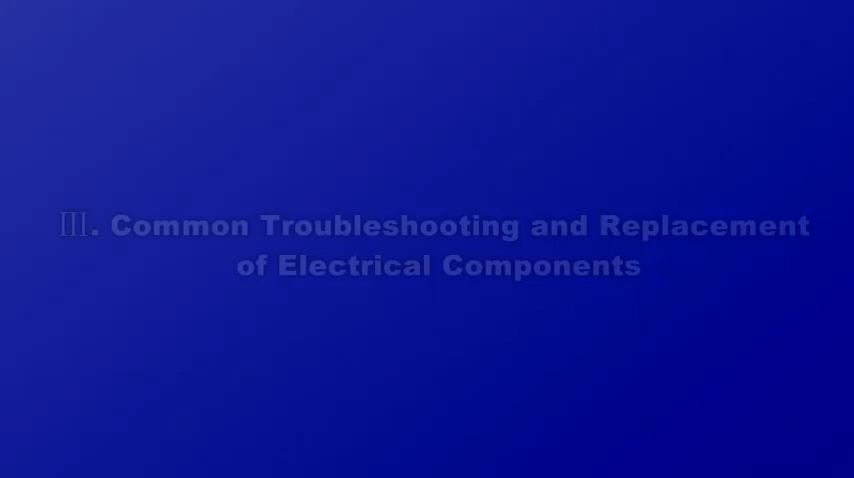 Ⅲ. Common Troubleshooting and Replacement
of Electrical Components